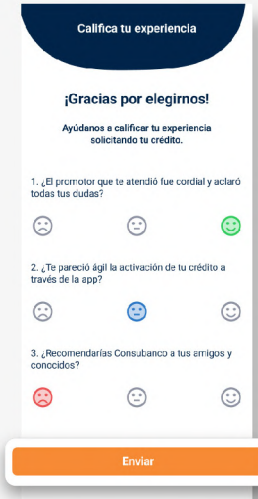 Califica tu experiencia
¡Gracias por elegirnos!
Ayúdanos a calificar tu experiencia
solicitando tu crédito.
1. ¿El promotor que te atendió fue cordial y aclaró
todas tus dudas?
2. ¿Te pareció ágil la activación de tu crédito a
través de la app?
3. ¿Recomendarías Consubanco a tus amigos y
conocidos?
Enviar